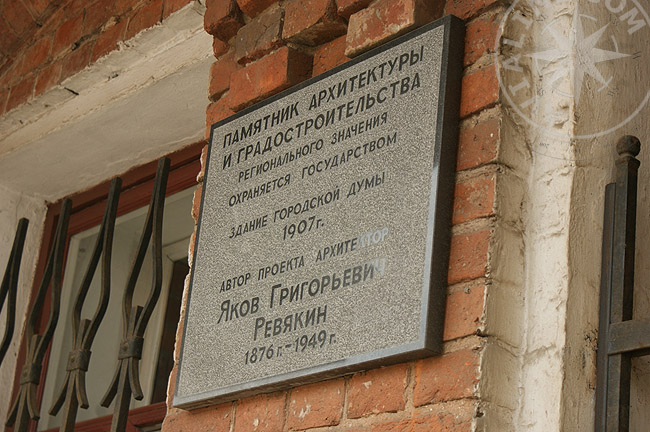 ПАМЯТНИК АРХИТЕКТУРЫ
И ГРАДОСТРОИТЕЛЬСТВА
РЕГИОНАЛЬНОГО ЗНАЧЕНИЯ
ОХРАНЯЕТСЯ ГОСУДАРСТВОМ
ЗДАНИЕ ГОРОДСКОЙ ДУМЫ
1907г.
АВТОР ПРОЕКТА АРХИТЕКТОР
ЯКОВ ГРИГОРЬЕВИЧ
РЕВЯКИН
1876 г.-1949 г.